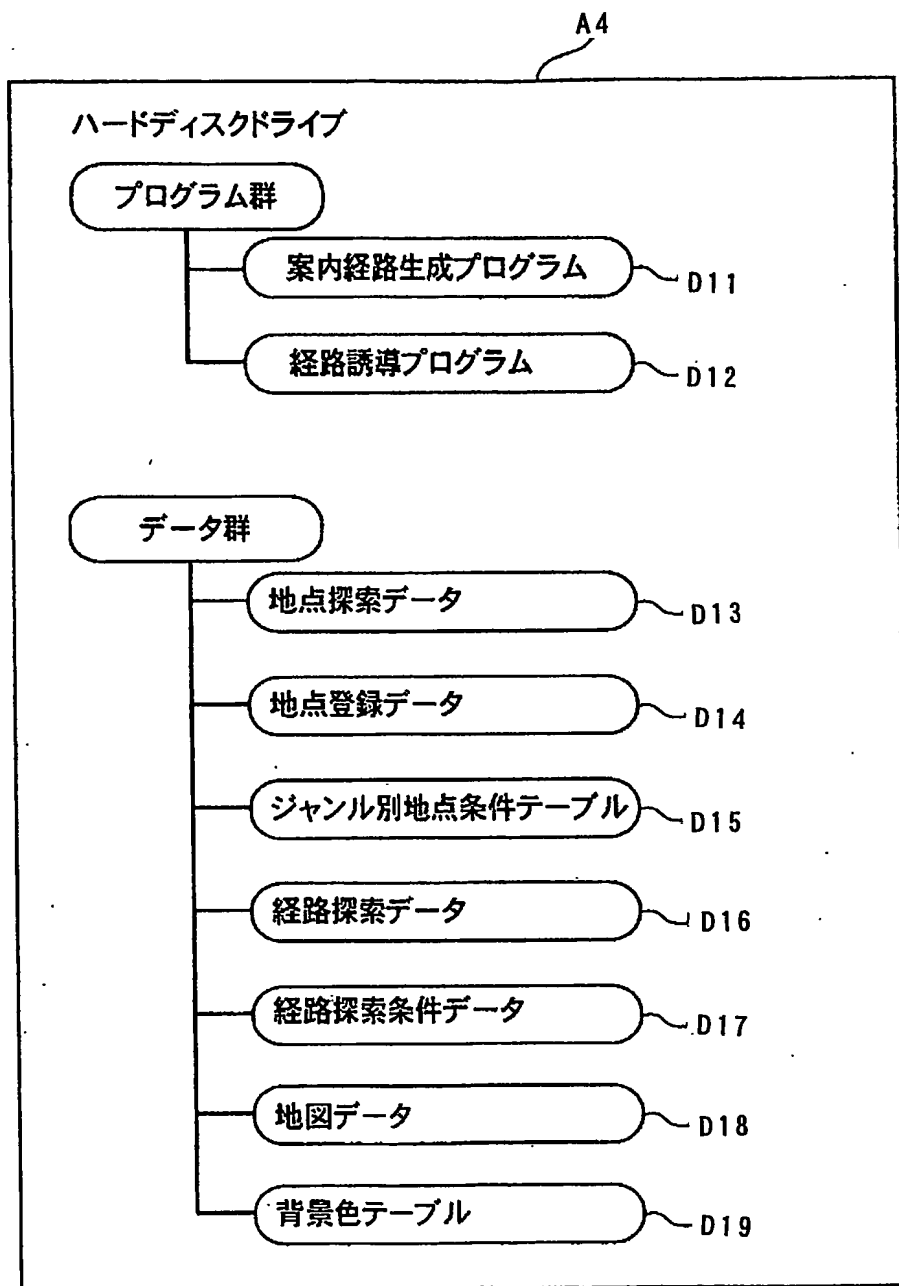 A4
ハードディスクドライブ
プログラム群
案内経路生成プログラム
D11
経路誘導プログラム
D12
データ群
地点探索データ
D13
地点登録データ
D14
ジャンル別地点条件テーブル
D15
経路探索データ
D16
経路探索条件データ
D17
地図データ
D18
背景色テーブル
D19